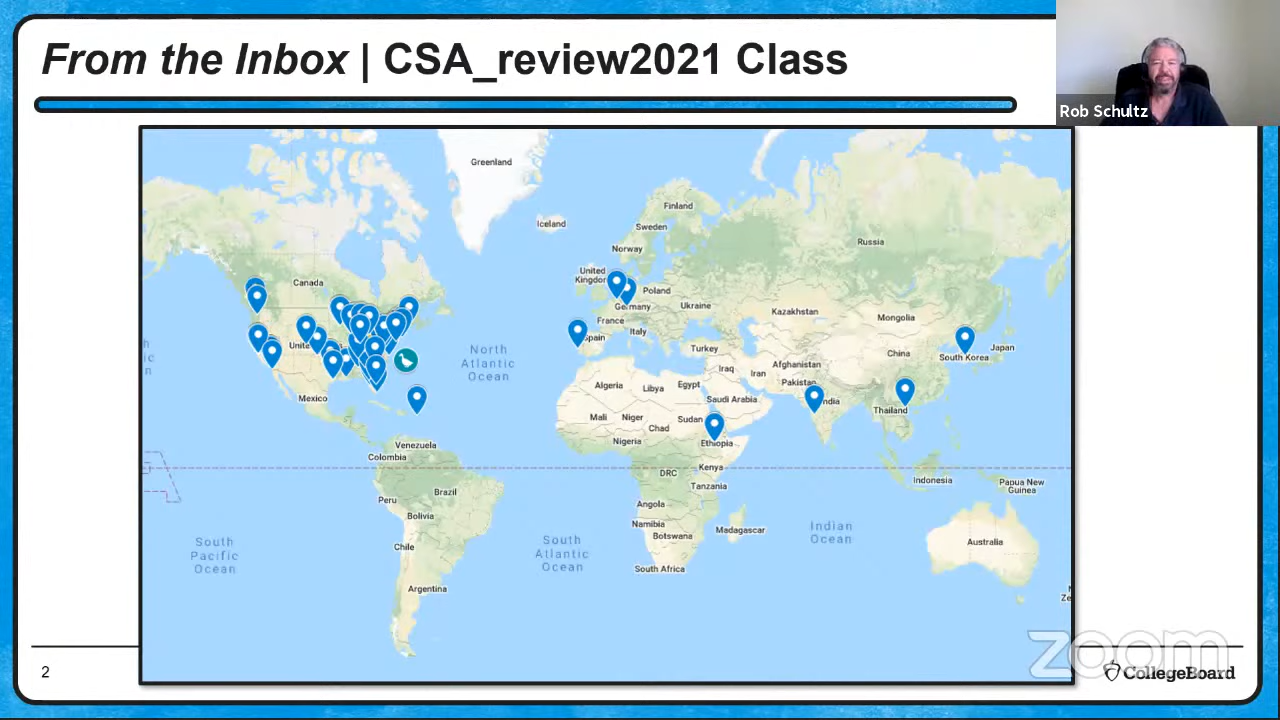 From the Inbox | CSA_review2021 Class
Rob Schultz
Greenland
Iceland
Finland
Sweden
Norway
Russia
United
Kingdom
Poland
Germany
Ukraine
Kazakhstan
Mongolia
France
Italy
Spain
Canada
Turkey
China
South Korea
Japan
North
Atlantic
Ocean
Iraq
Iran
Afghanistan
Pakistan
India
Algeria
Libya
Egypt
Saudi Arabia
Thailand
Mexico
Mali
Niger
Chad
Sudan
Nigeria
Ethiopia
Venezuela
Colombia
DRC
Kenya
Tanzania
Indonesia
Papua New
Guinea
Peru
Brazil
Bolivia
Angola
Namibia
Botswana
Madagascar
South
Pacific
Ocean
South
Atlantic
Ocean
Indian
Ocean
Australia
Chile
South Africa
Argentina
zoom
2
CollegeBoard